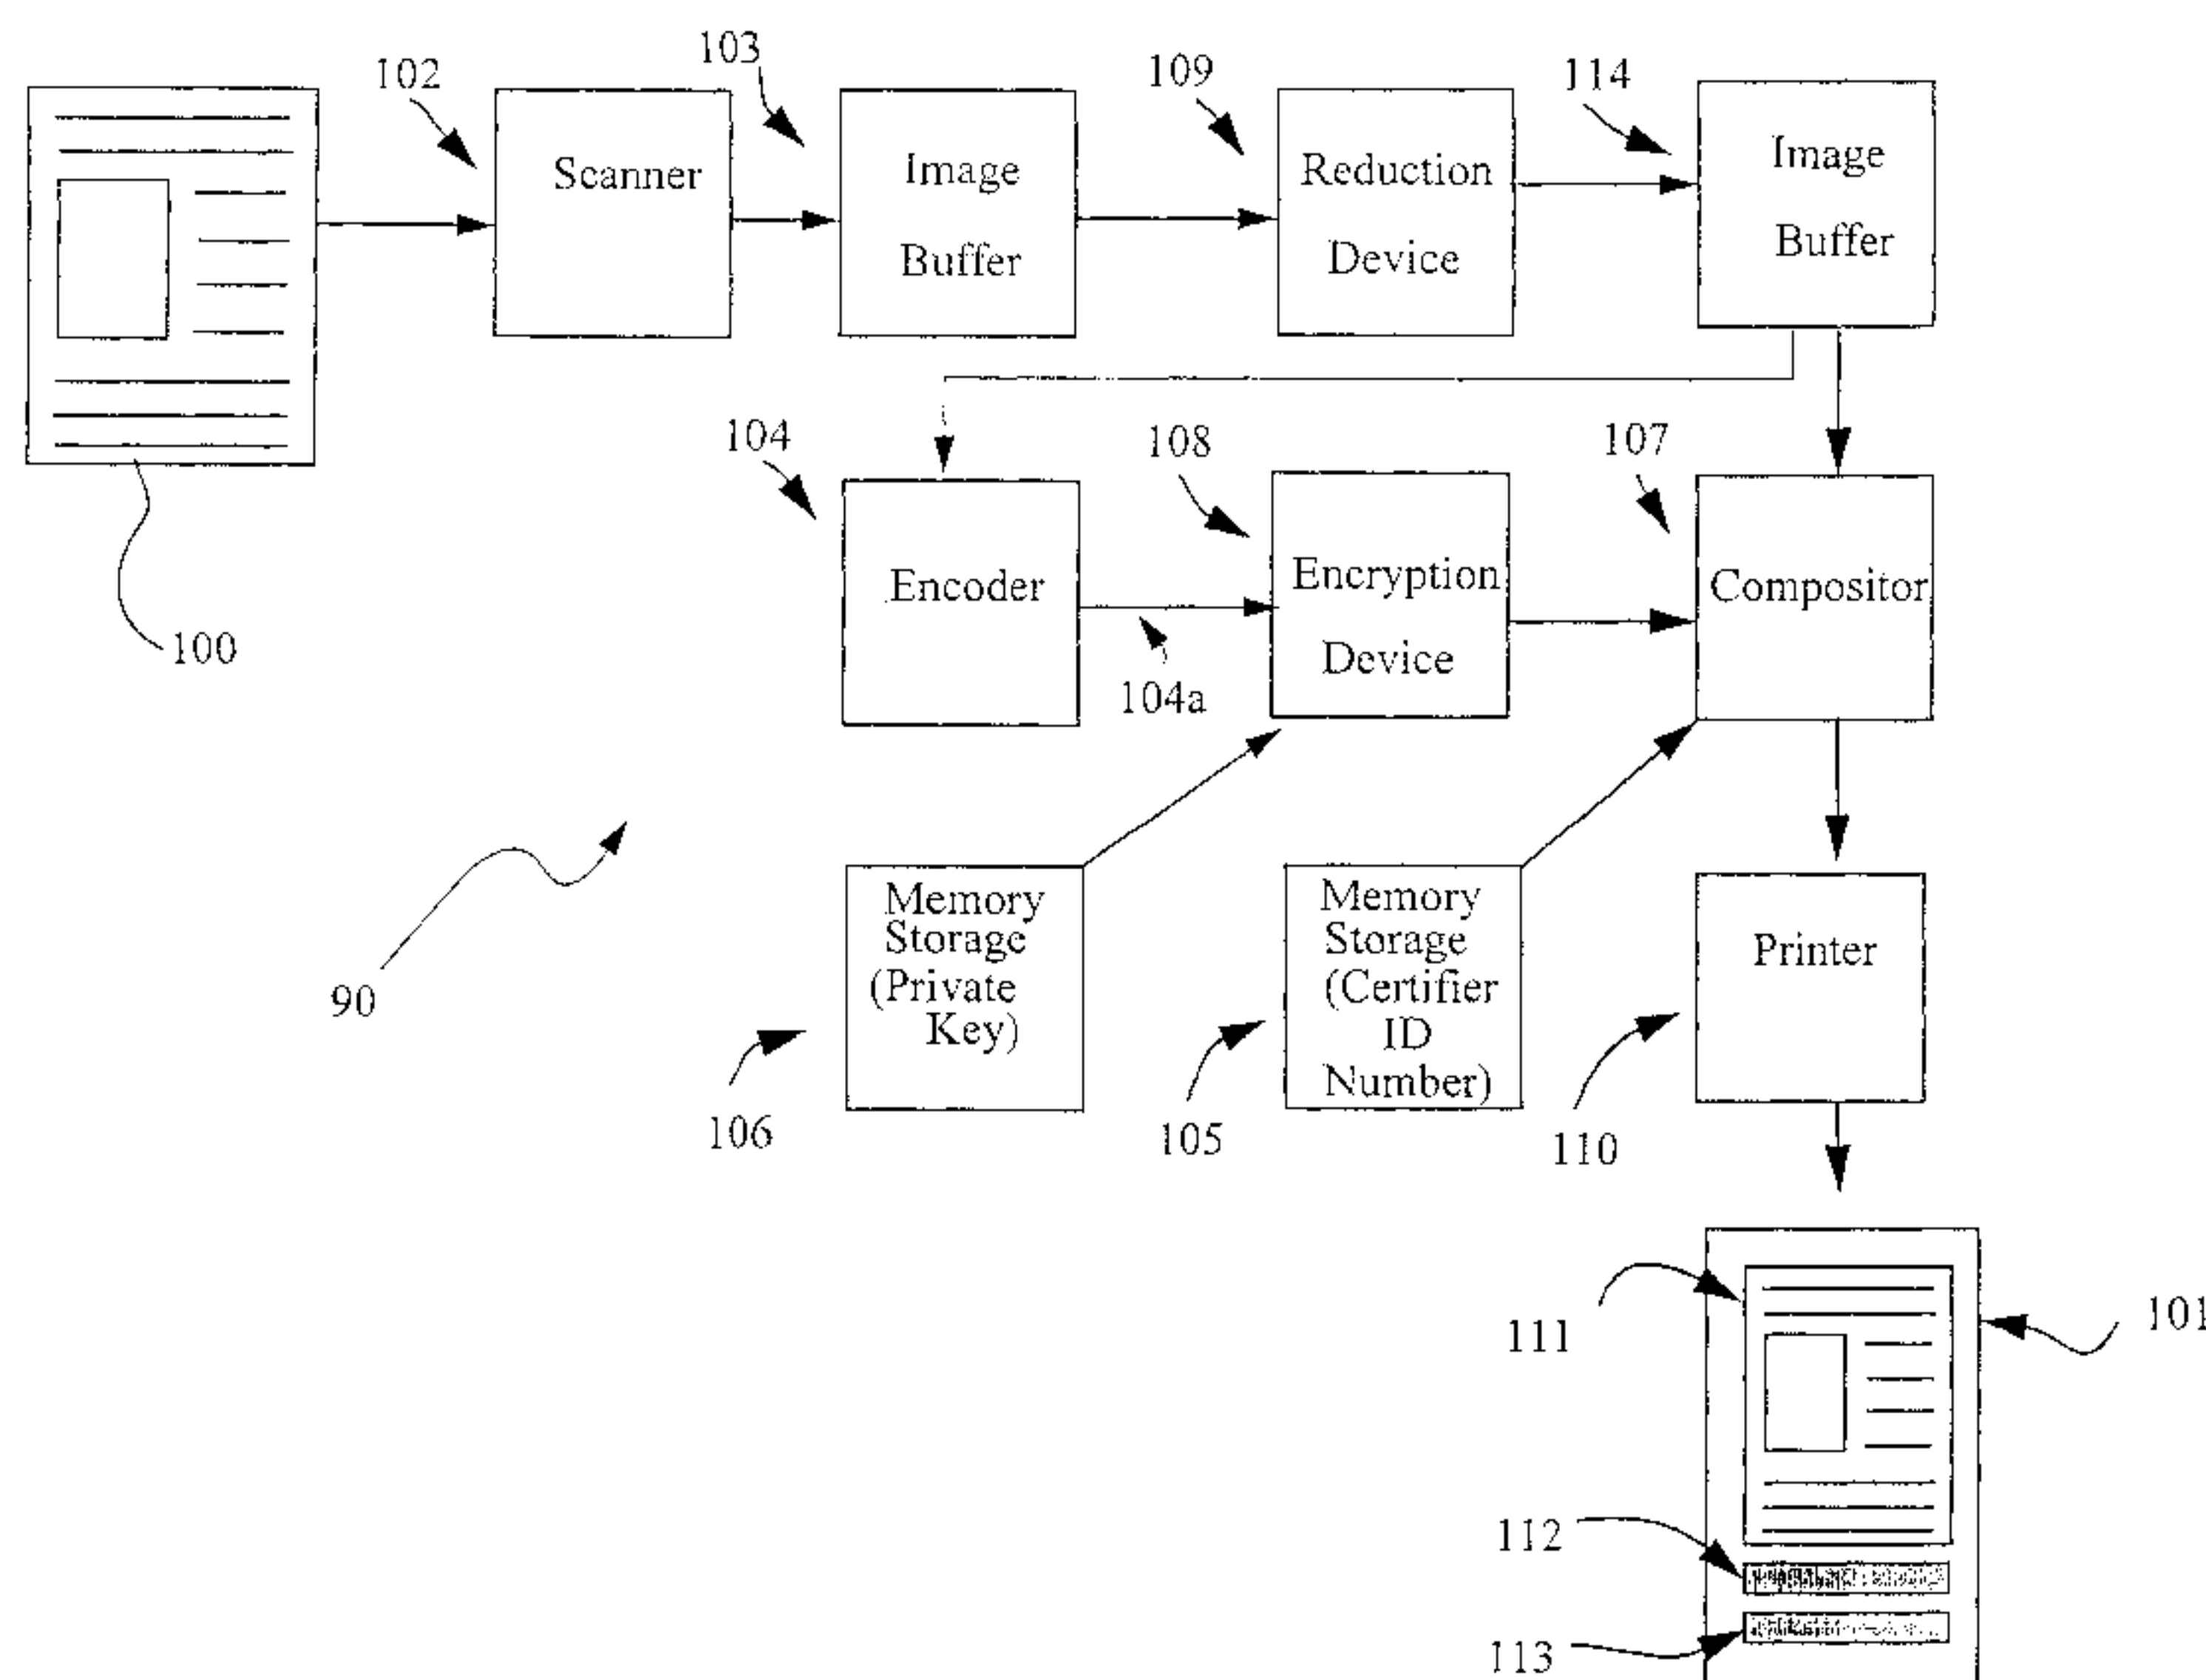 102
103
109
114
Scanner
Image
Buffer
Reduction
Device
Image
Buffer
100
104
108
107
Encoder
104a
Encryption
Device
Compositor
90
Memory
Storage
(Private
Key)
106
Memory
Storage
(Certifier
ID
Number)
105
Printer
110
111
101
112
113